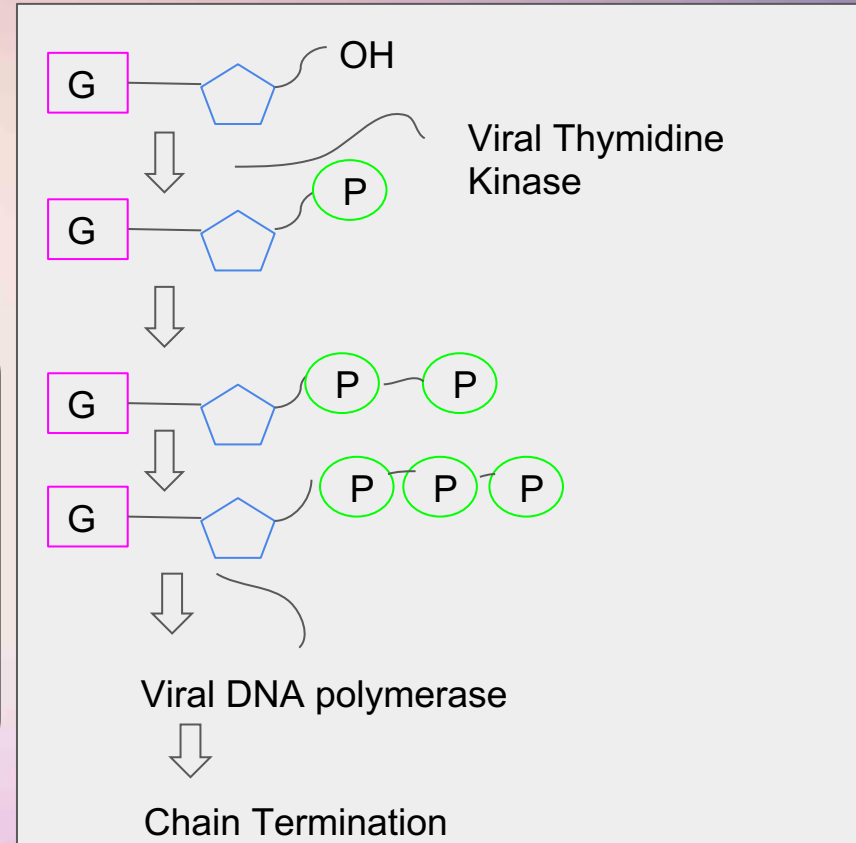 G
OH
Viral Thymidine
Kinase
G
P
G
P
P
G
P
P
P
Viral DNA polymerase
Chain Termination